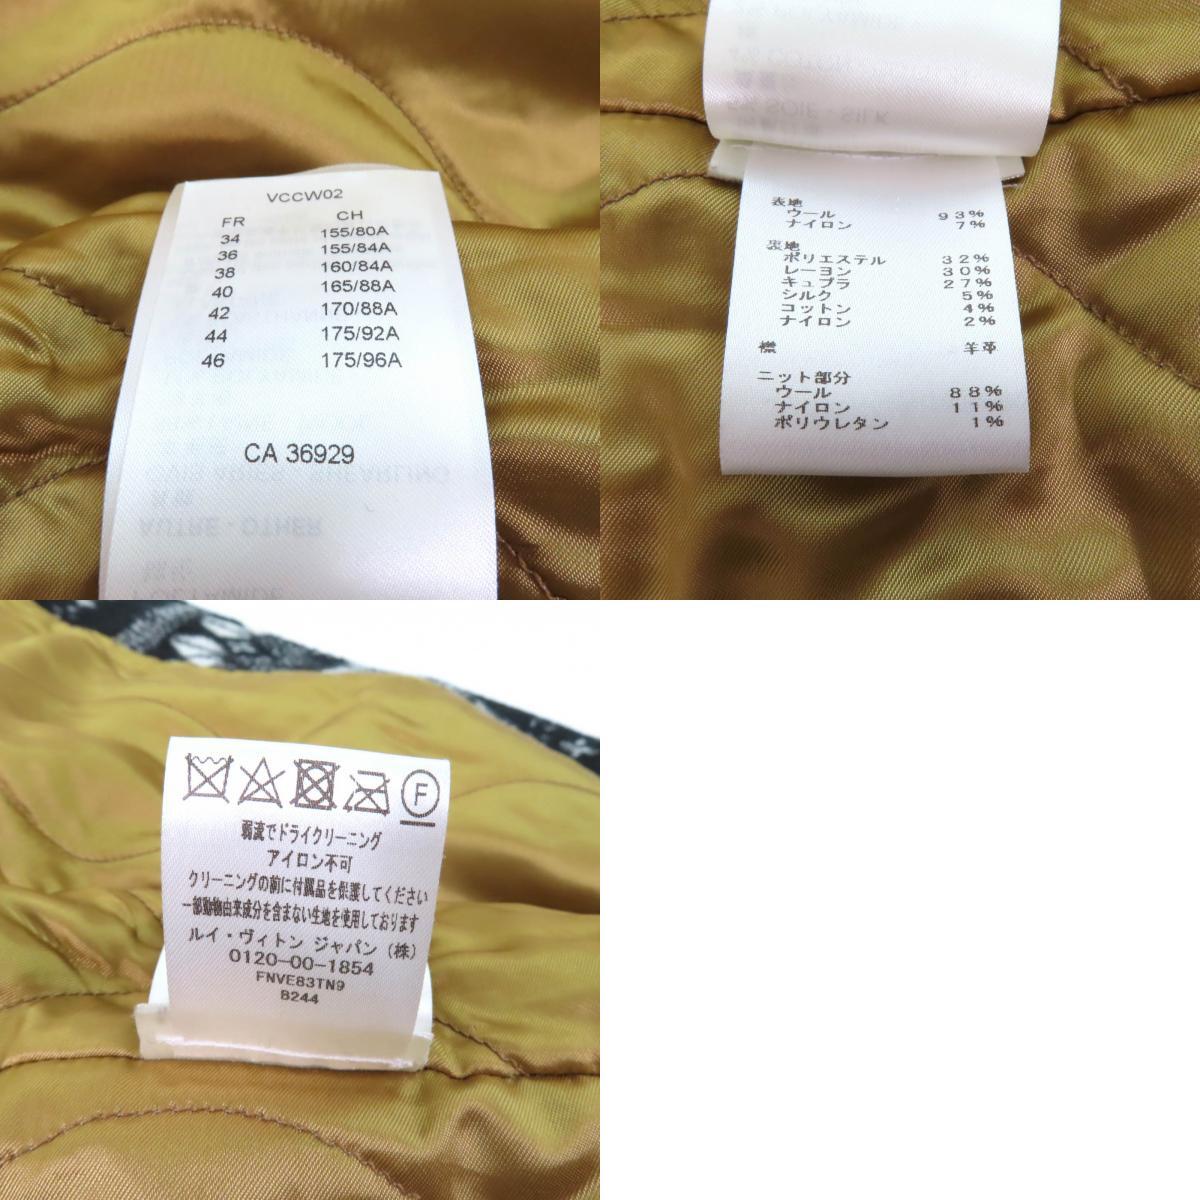 VCCW02
FR CH
34 155/80A
36 155/84A
38 160/84A
40 165/88A
42 170/88A
44 175/92A
46 175/96A
CA 36929
SOIE - SILK
表地
ウール 93%
ナイロン 7%
裏地
ポリエステル 32%
レーヨン 30%
キュプラ 27%
シルク 5%
コットン 4%
ナイロン 2%
襟 羊革
ニット部分
ウール 88%
ナイロン 11%
ポリウレタン 1%
AUTRE - OTHER
F
弱流でドライクリーニング
アイロン不可
クリーニングの前に付属品を保護してください
一部動物由来成分を含まない生地を使用しております
ルイ・ヴィトン ジャパン (株)
0120-00-1854
FNVE83TN9
B244